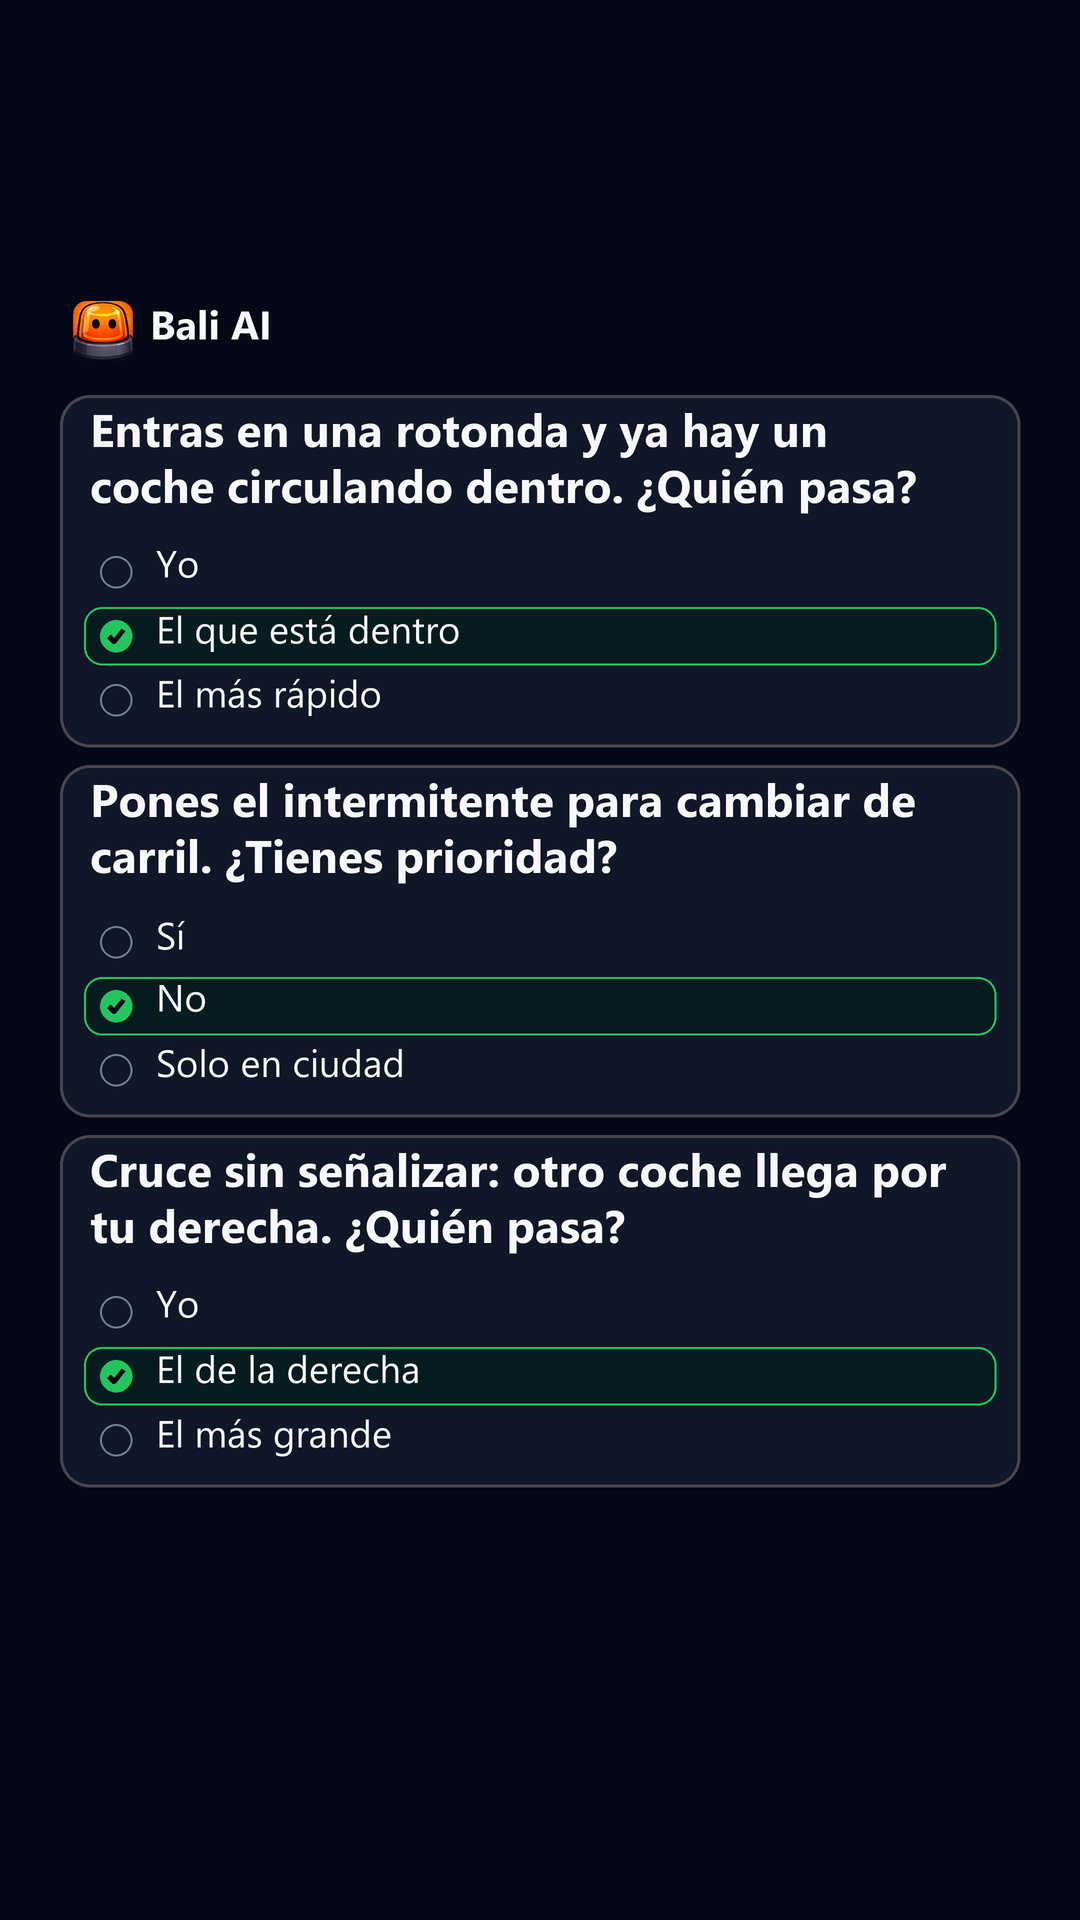 Bali AI
Entras en una rotonda y ya hay un
coche circulando dentro. ¿Quién pasa?
Yo
El que está dentro
El más rápido
Pones el intermitente para cambiar de
carril. ¿Tienes prioridad?
Sí
No
Solo en ciudad
Cruce sin señalizar: otro coche llega por
tu derecha. ¿Quién pasa?
Yo
El de la derecha
El más grande